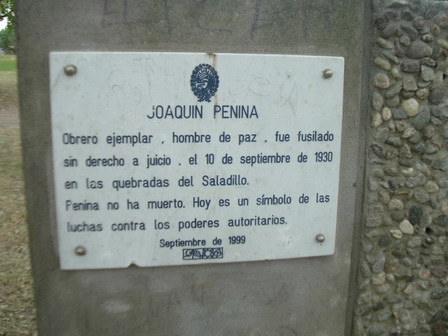 JOAQUIN PENINA
Obrero ejemplar , hombre de paz , fue fusilado
sin derecho a juicio , el 10 de septiembre de 1930
en las quebradas del Saladillo.
Penina no ha muerto. Hoy es un símbolo de las
luchas contra los poderes autoritarios.
Septiembre de 1999